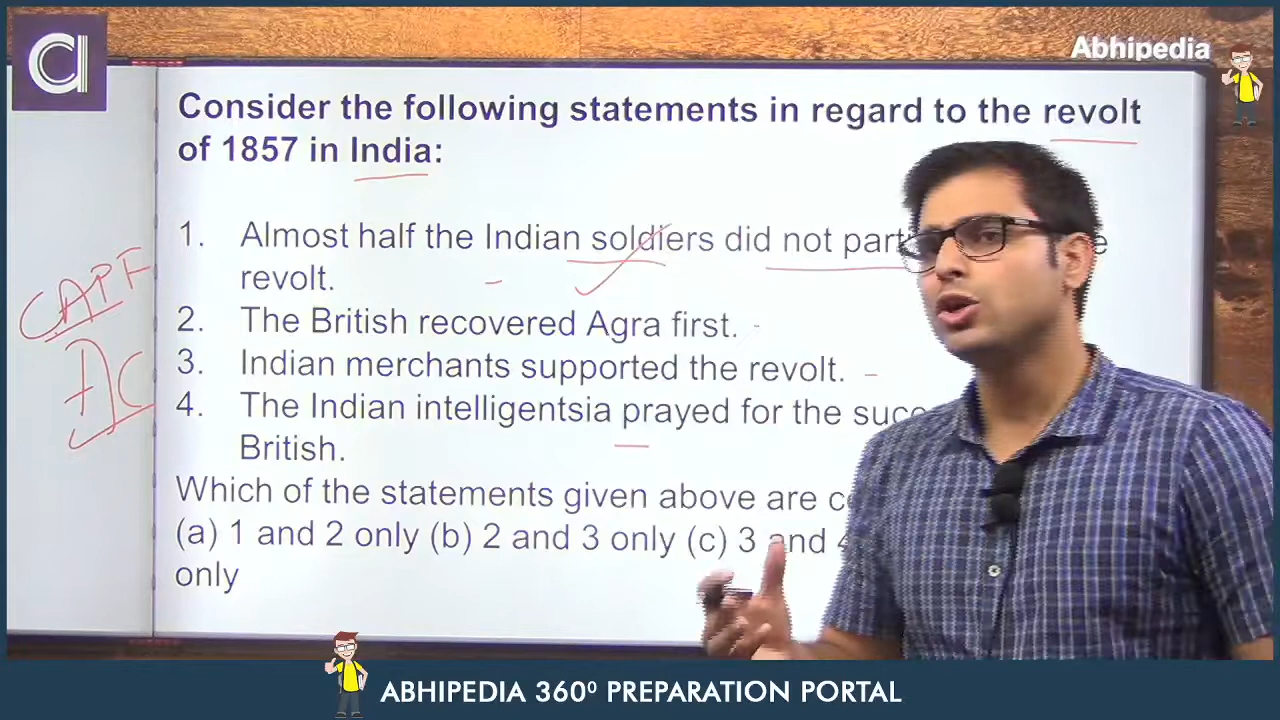 Abhipedia
Consider the following statements in regard to the revolt
of 1857 in India:
1. Almost half the Indian soldiers did not
revolt.
2. The British recovered Agra first.
3. Indian merchants supported the revolt.
4. The Indian intelligentsia prayed for the
British.
Which of the statements given above are
(a) 1 and 2 only (b) 2 and 3 only (c) 3 and 4
only
CAPF
AC
ABHIPEDIA 360⁰ PREPARATION PORTAL